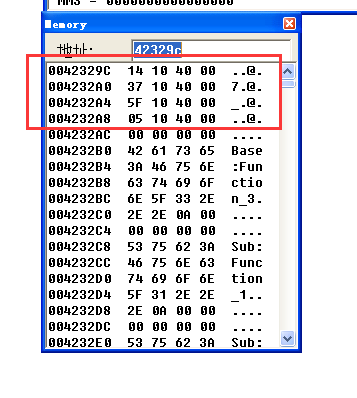 MM3 = 0000000000000000
Memory
地址: 42329c
0042329C 14 10 40 00 ..@.
004232A0 37 10 40 00 7.@.
004232A4 5F 10 40 00 _.@.
004232A8 05 10 40 00 ..@.
004232AC 00 00 00 00 ....
004232B0 42 61 73 65 Base
004232B4 3A 46 75 6E :Fun
004232B8 63 74 69 6F ctio
004232BC 6E 5F 33 2E n_3.
004232C0 2E 2E 0A 00 ....
004232C4 00 00 00 00 ....
004232C8 53 75 62 3A Sub:
004232CC 46 75 6E 63 Func
004232D0 74 69 6F 6E tion
004232D4 5F 31 2E 2E _1..
004232D8 2E 0A 00 00 ....
004232DC 00 00 00 00 ....
004232E0 53 75 62 3A Sub: